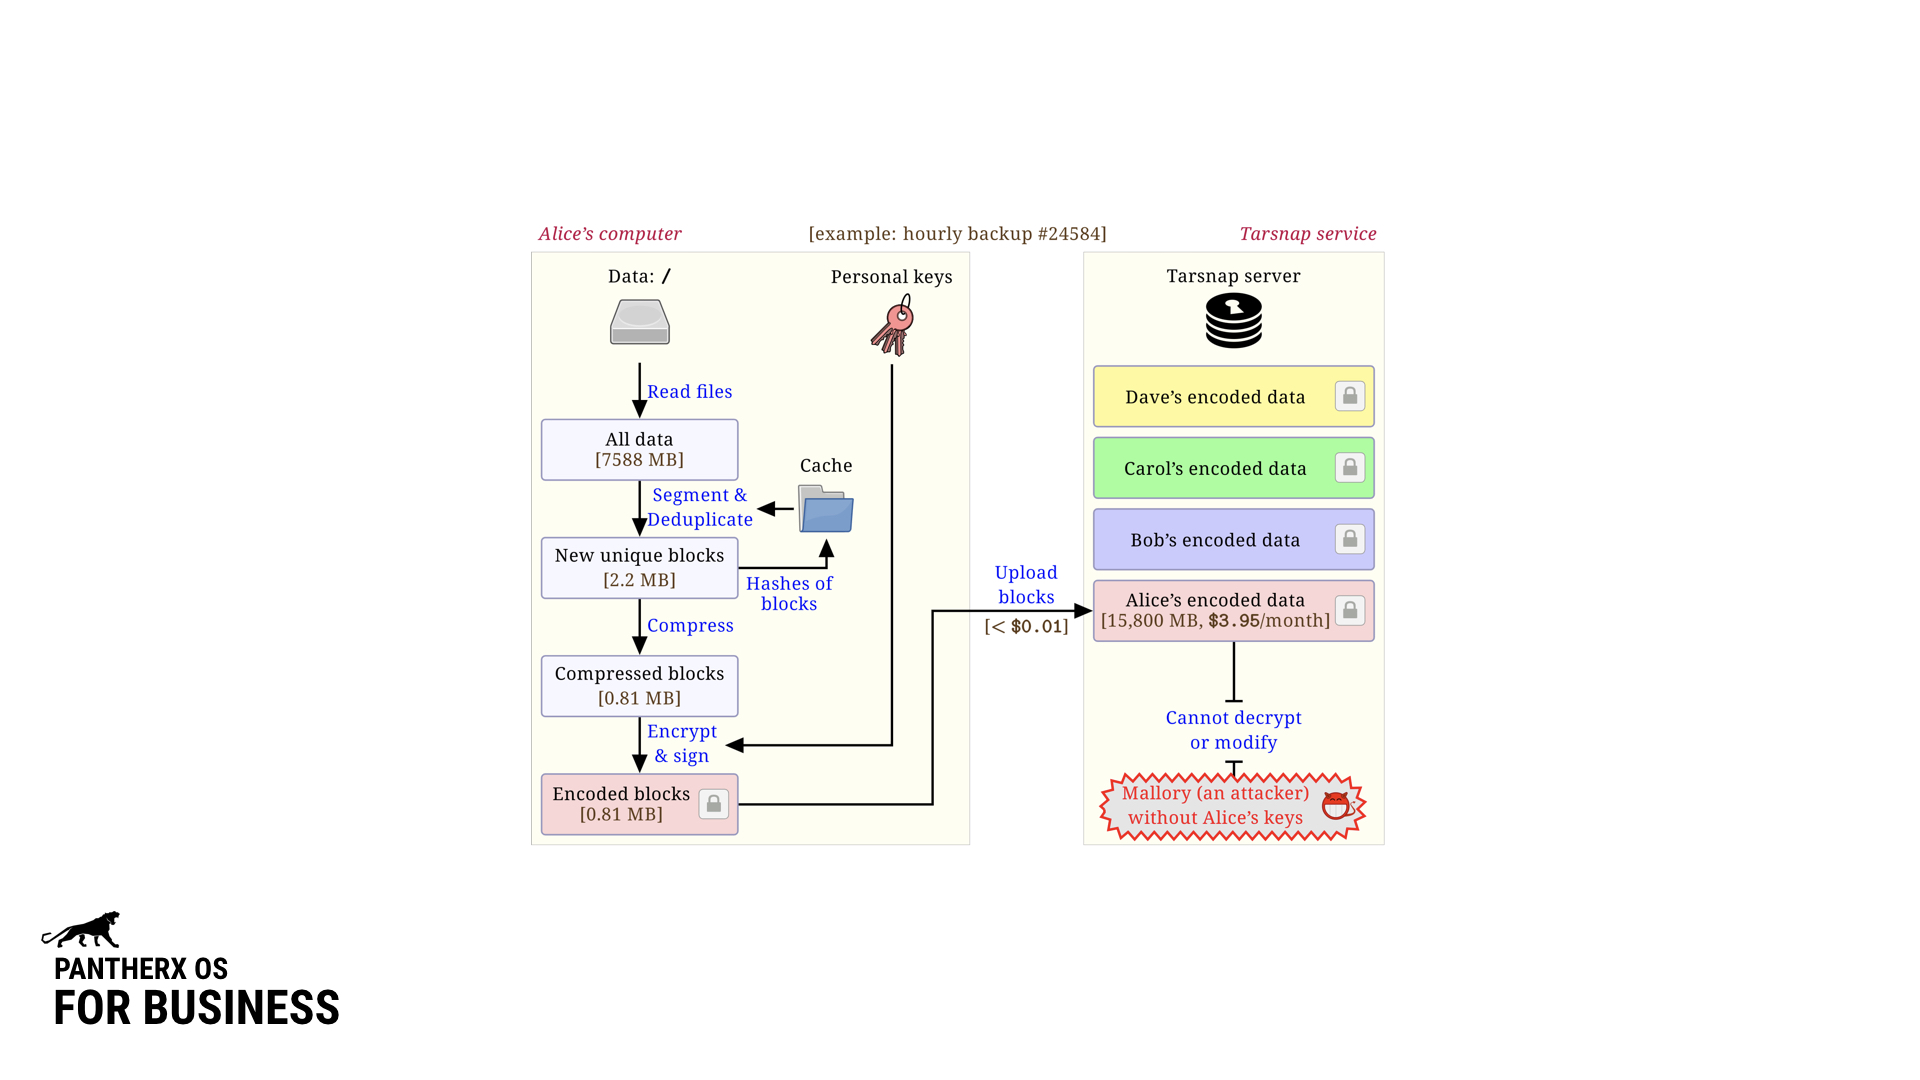 Alice’s computer
[example: hourly backup #24584]
Tarsnap service
Data: /
Personal keys
Read files
All data
[7588 MB]
Cache
Segment &
Deduplicate
New unique blocks
[2.2 MB]
Hashes of
blocks
Compress
Compressed blocks
[0.81 MB]
Encrypt
& sign
Encoded blocks
[0.81 MB]
Upload
blocks
[< $0.01]
Tarsnap server
Dave’s encoded data
Carol’s encoded data
Bob’s encoded data
Alice’s encoded data
[15,800 MB, $3.95/month]
Cannot decrypt
or modify
Mallory (an attacker)
without Alice’s keys
PANTHERX OS
FOR BUSINESS